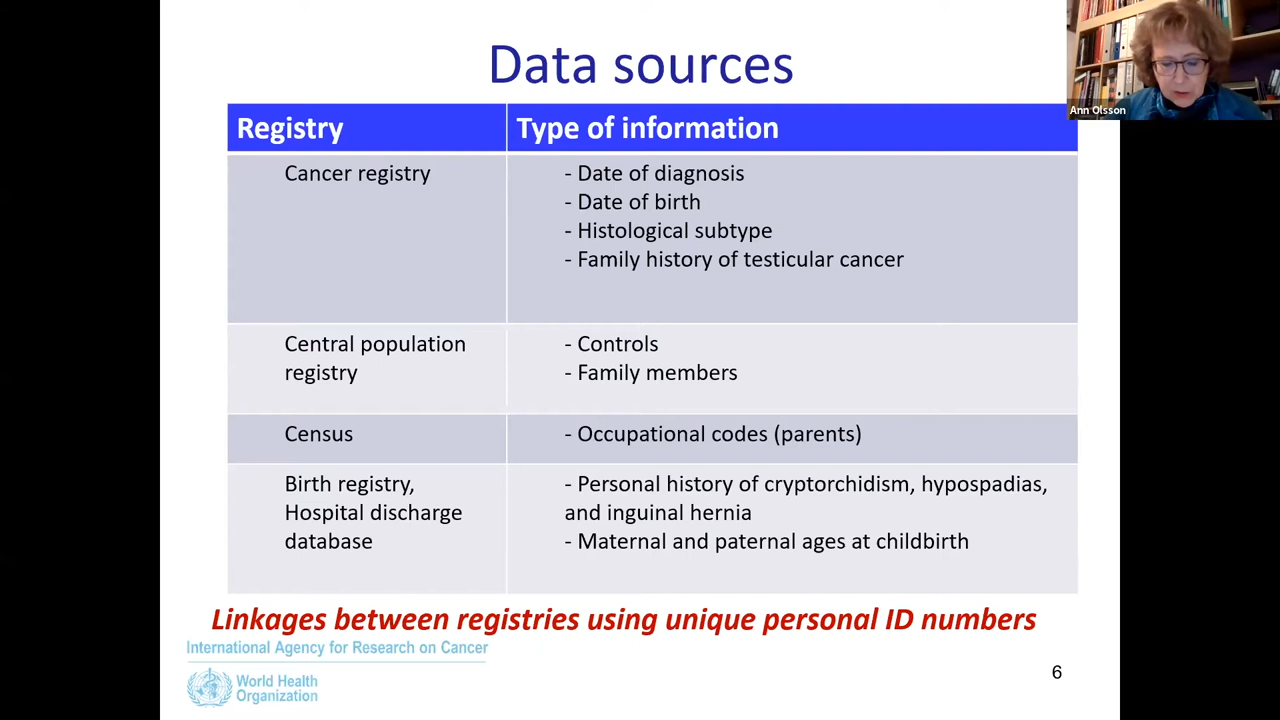 Data sources
Ann Olsson
Registry
Type of information
Cancer registry
- Date of diagnosis
- Date of birth
- Histological subtype
- Family history of testicular cancer
Central population
registry
- Controls
- Family members
Census
- Occupational codes (parents)
Birth registry,
Hospital discharge
database
- Personal history of cryptorchidism, hypospadias,
and inguinal hernia
- Maternal and paternal ages at childbirth
Linkages between registries using unique personal ID numbers
International Agency for Research on Cancer
World Health
Organization
6